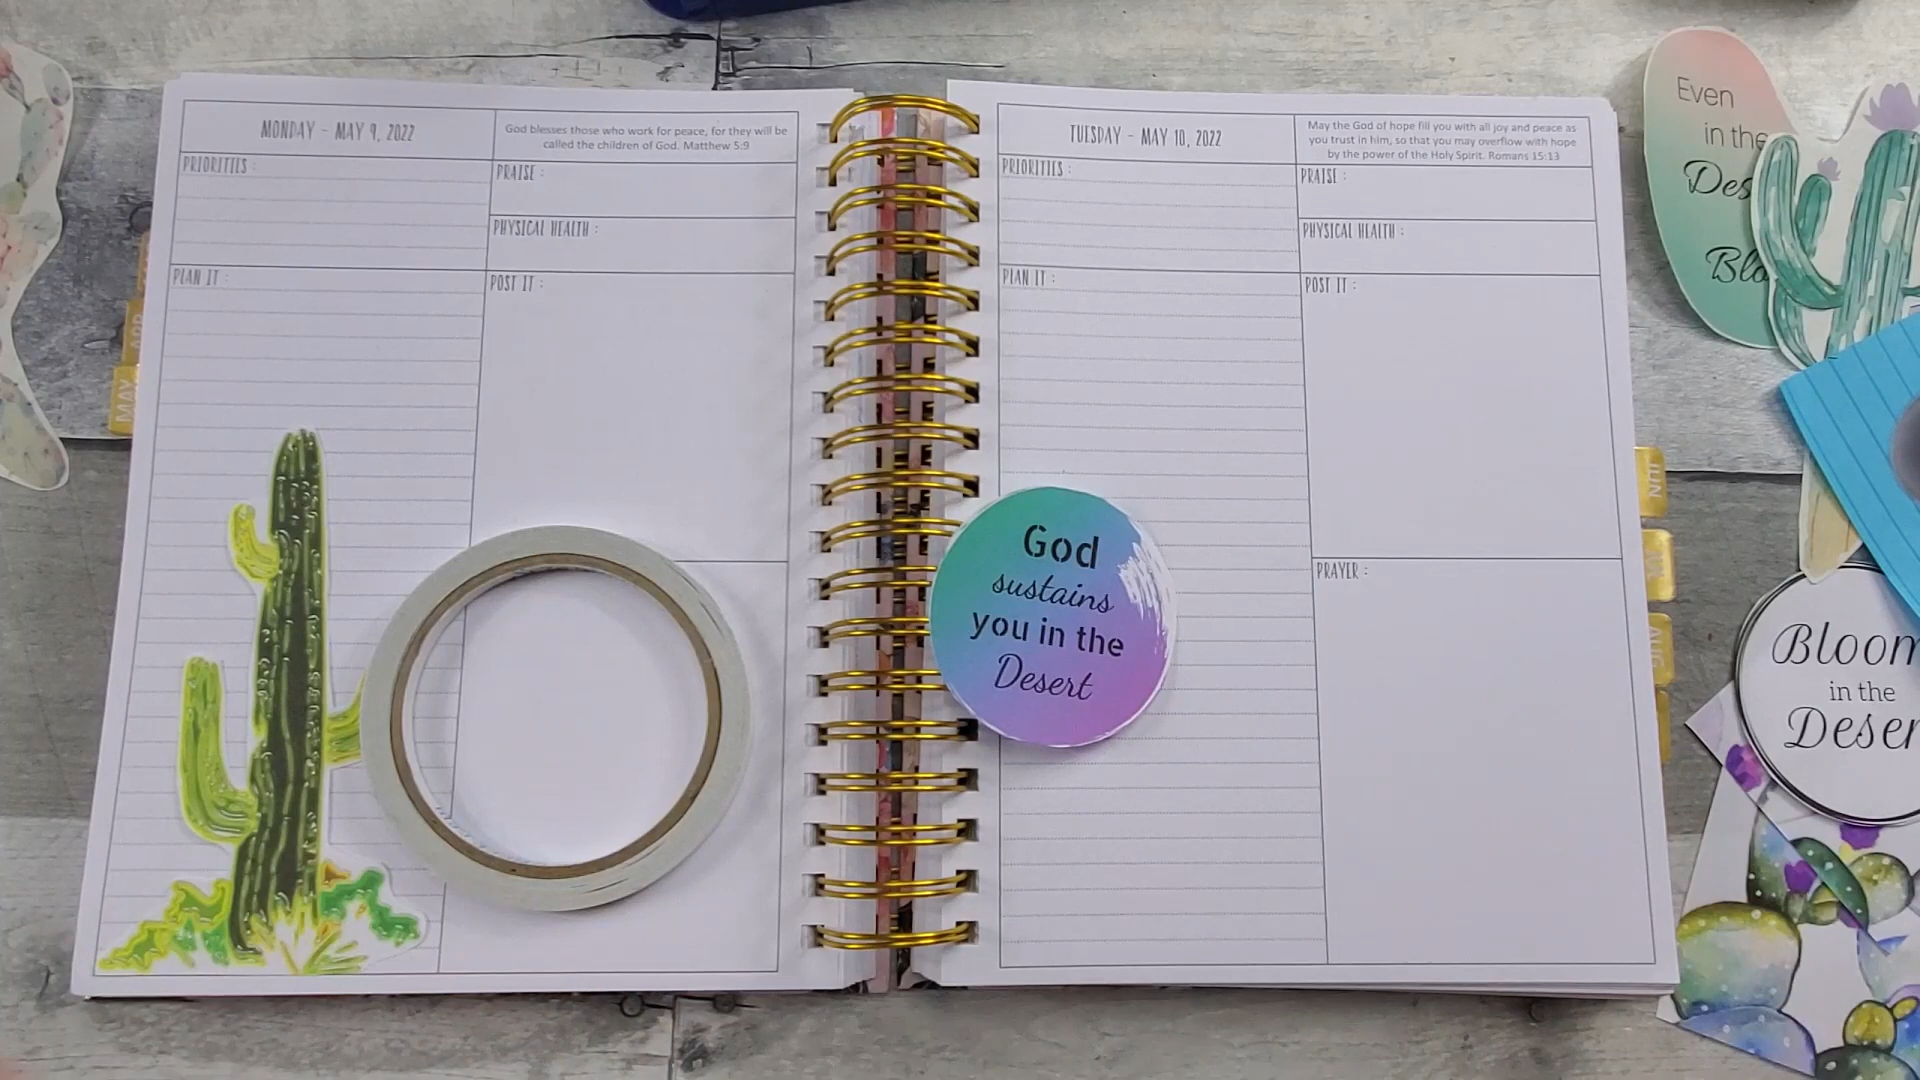 MONDAY - MAY 9, 2022
God blesses those who work for peace, for they will be
called the children of God. Matthew 5:9
PRIORITIES :
PRAISE :
PHYSICAL HEALTH :
PLAN IT :
POST IT :
APR
MAY
TUESDAY - MAY 10, 2022
May the God of hope fill you with all joy and peace as
you trust in him, so that you may overflow with hope
by the power of the Holy Spirit. Romans 15:13
PRIORITIES :
PRAISE :
PHYSICAL HEALTH :
PLAN IT :
POST IT :
PRAYER :
God
sustains
you in the
Desert
JUN
AUG
Even
in the
Bloom
in the